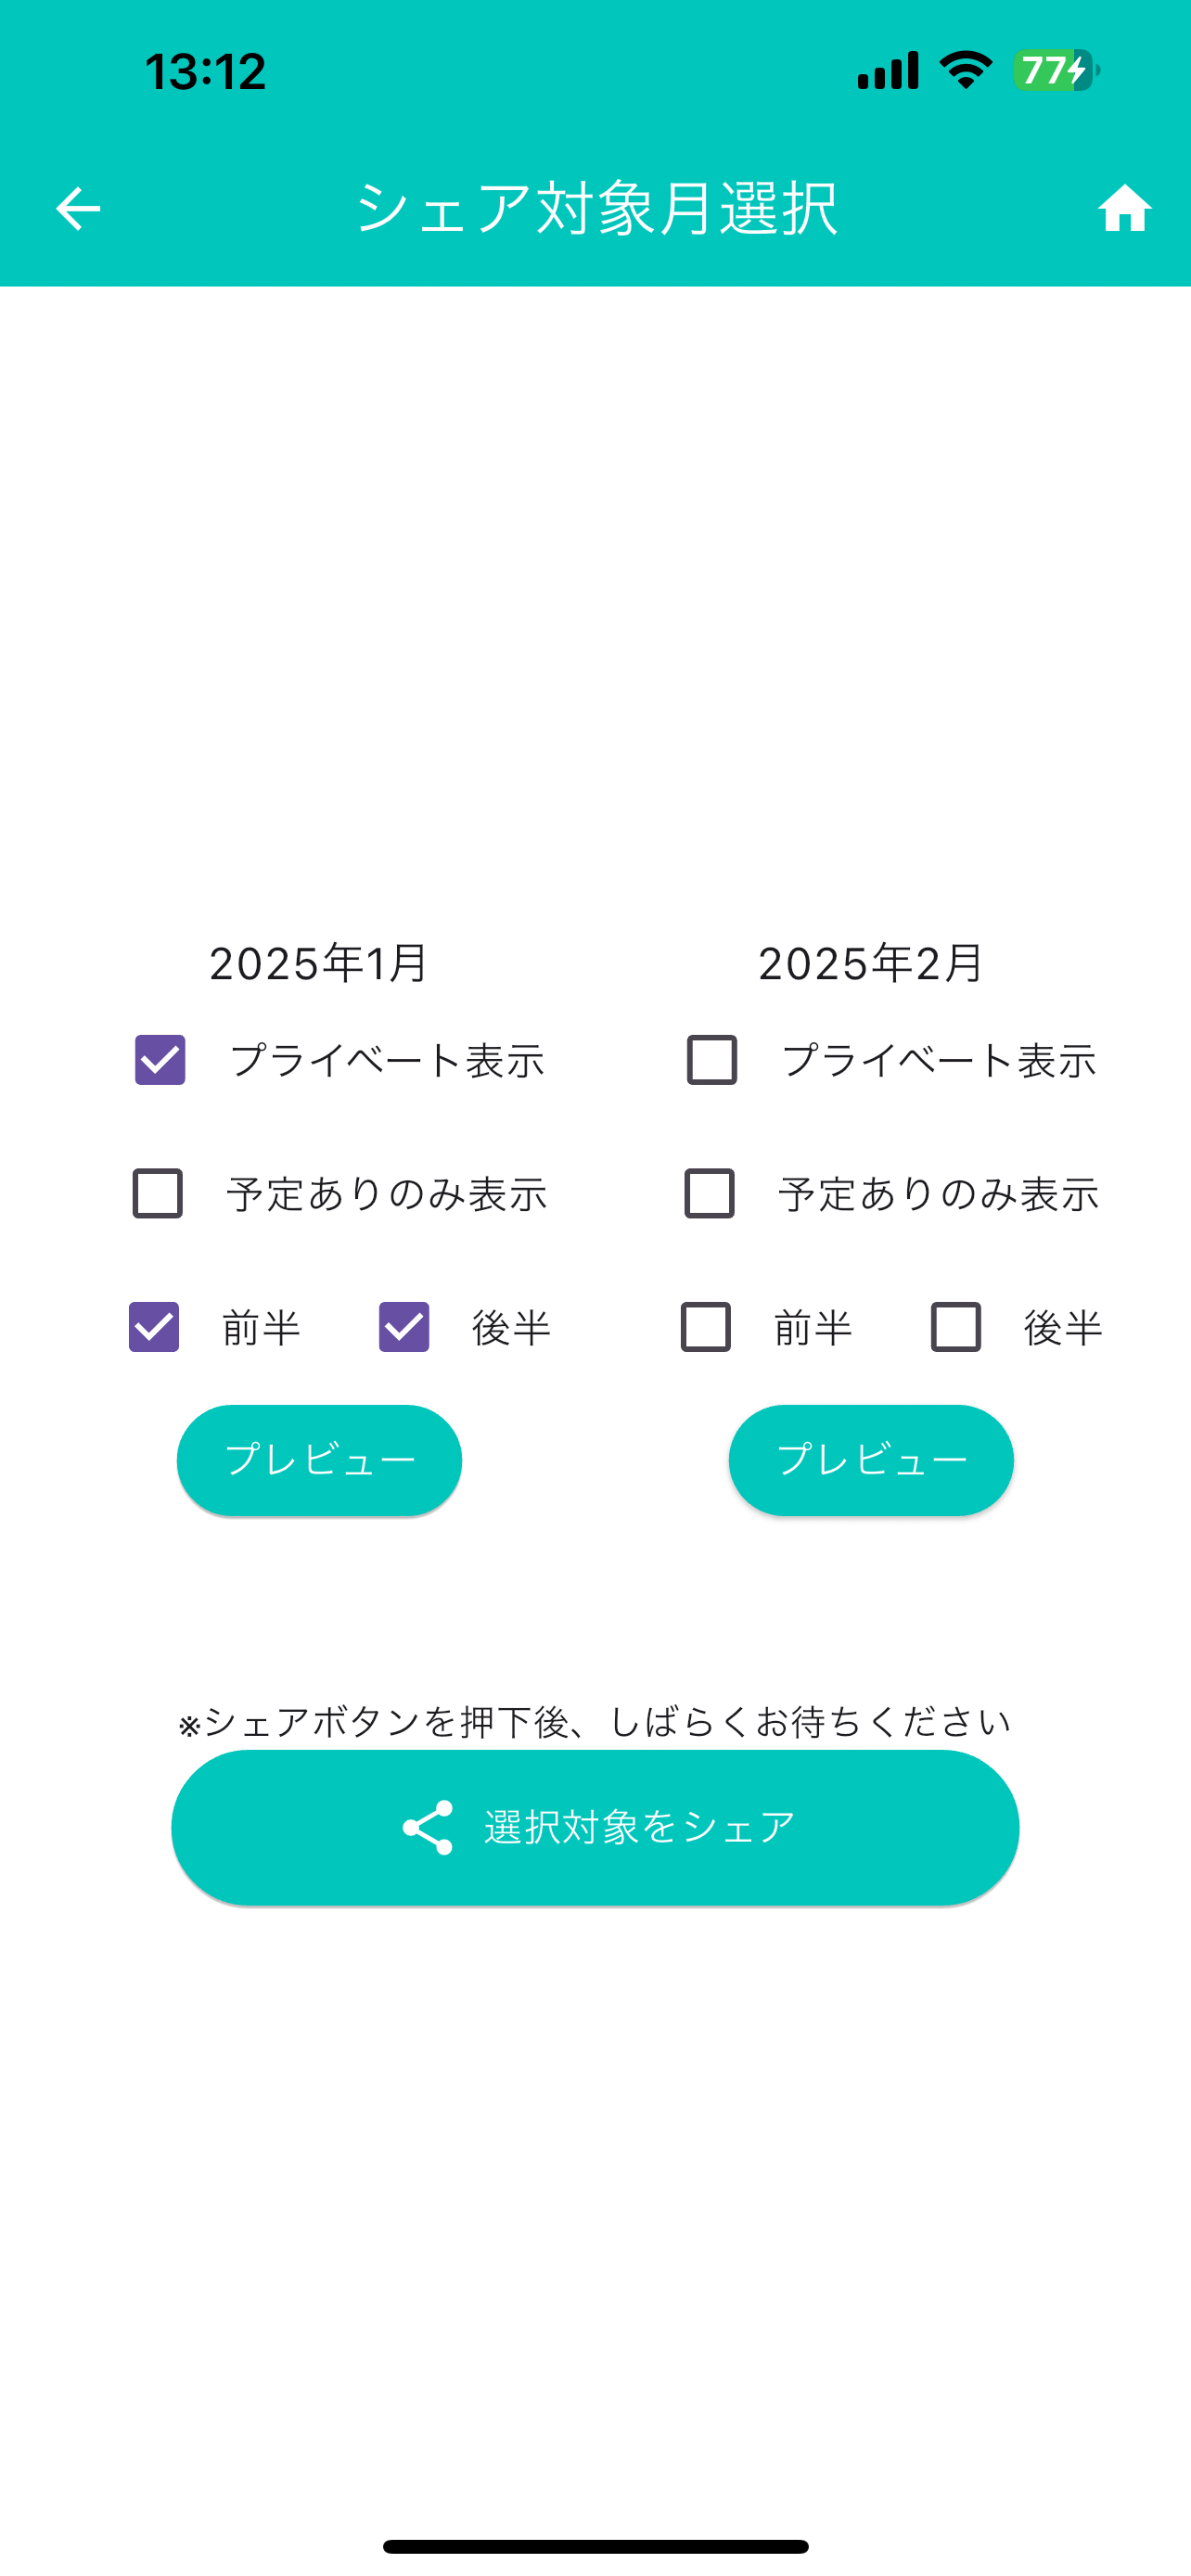 13:12
77
シェア対象月選択
2025年1月
2025年2月
プライベート表示
プライベート表示
予定ありのみ表示
予定ありのみ表示
前半 後半
前半 後半
プレビュー
プレビュー
※シェアボタンを押下後、しばらくお待ちください
選択対象をシェア